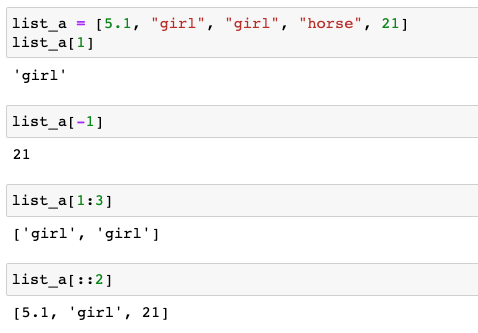 list_a = [5.1, "girl", "girl", "horse", 21]
list_a[1]
'girl'
list_a[-1]
21
list_a[1:3]
['girl', 'girl']
list_a[::2]
[5.1, 'girl', 21]